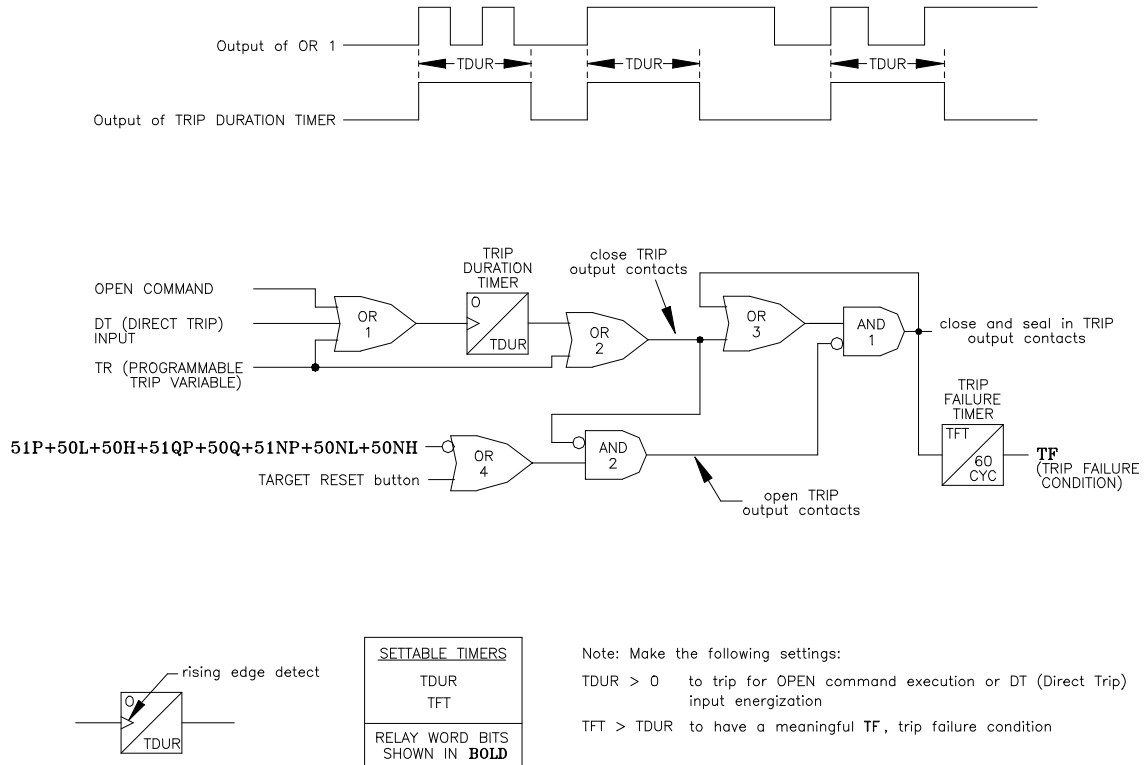 Output of OR 1
TDUR
TDUR
TDUR
Output of TRIP DURATION TIMER
TRIP
DURATION
TIMER
close TRIP
output contacts
OPEN COMMAND
DT (DIRECT TRIP)
INPUT
TR (PROGRAMMABLE
TRIP VARIABLE)
OR
1
0
TDUR
OR
2
OR
3
AND
1
close and seal in TRIP
output contacts
TRIP
FAILURE
TIMER
TFT
60
CYC
TF
(TRIP FAILURE
CONDITION)
51P+50L+50H+51QP+50Q+51NP+50NL+50NH
TARGET RESET button
OR
4
AND
2
open TRIP
output contacts
rising edge detect
0
TDUR
SETTABLE TIMERS
TDUR
TFT
RELAY WORD BITS
SHOWN IN BOLD
Note: Make the following settings:
TDUR > 0 to trip for OPEN command execution or DT (Direct Trip)
input energization
TFT > TDUR to have a meaningful TF, trip failure condition